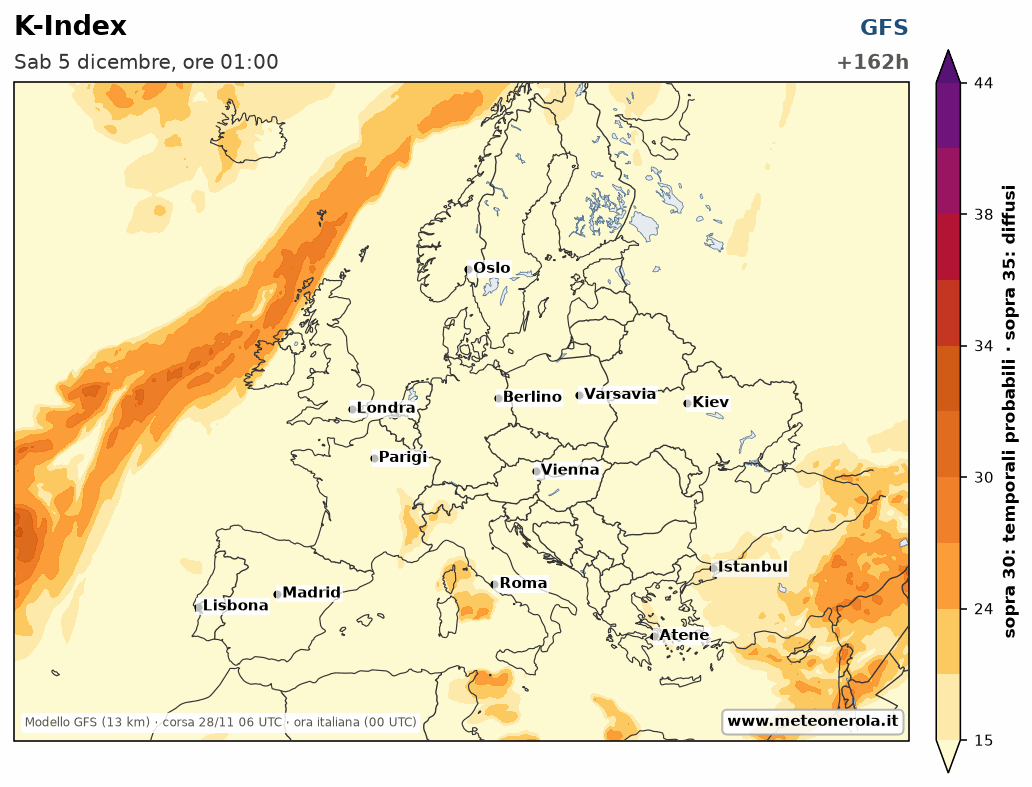 K-Index
GFS
Sab 5 dicembre, ore 01:00
+162h
44
38
34
30
24
15
sopra 30: temporali probabili · sopra 35: diffusi
Oslo
Berlino
Varsavia
Kiev
Londra
Parigi
Vienna
Istanbul
Roma
Madrid
Lisbona
Atene
Modello GFS (13 km) · corsa 28/11 06 UTC · ora italiana (00 UTC)
www.meteonerola.it